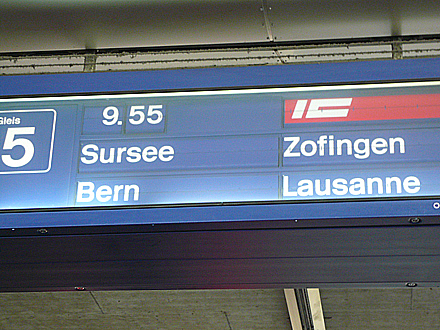 Gleis
5
9.55 IC
Sursee Zofingen
Bern Lausanne